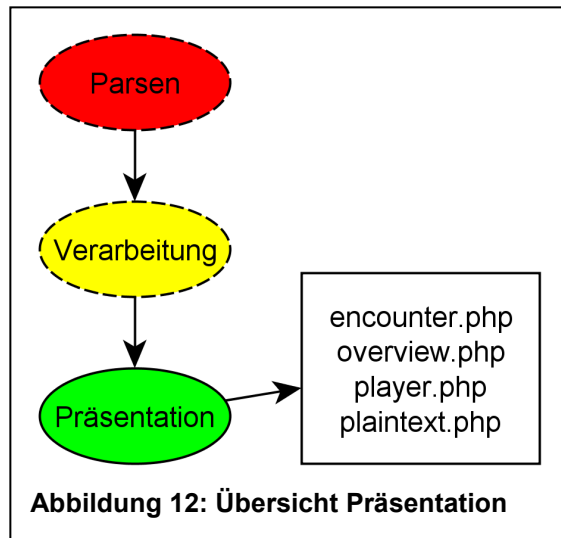 Parsen
Verarbeitung
Präsentation
encounter.php
overview.php
player.php
plaintext.php
Abbildung 12: Übersicht Präsentation